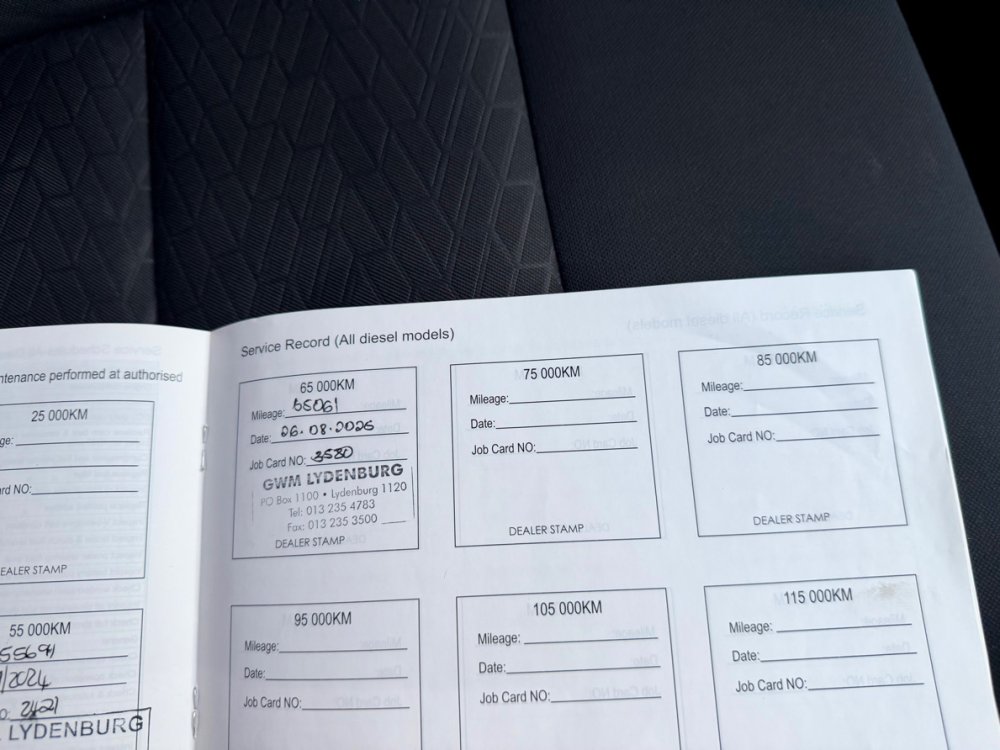 ntenance performed at authorised
25 000KM
ge:
rd NO:
EALER STAMP
55 000KM
55691
/2024
o: 2421
LYDENBURG
Service Record (All diesel models)
65 000KM
Mileage: 65061
Date: 26.08.2025
Job Card NO: 3580
GWM LYDENBURG
PO Box 1100 • Lydenburg 1120
Tel: 013 235 4783
Fax: 013 235 3500
DEALER STAMP
75 000KM
Mileage:
Date:
Job Card NO:
DEALER STAMP
85 000KM
Mileage:
Date:
Job Card NO:
DEALER STAMP
95 000KM
Mileage:
Date:
Job Card NO:
105 000KM
Mileage:
Date:
Job Card NO:
115 000KM
Mileage:
Date:
Job Card NO: